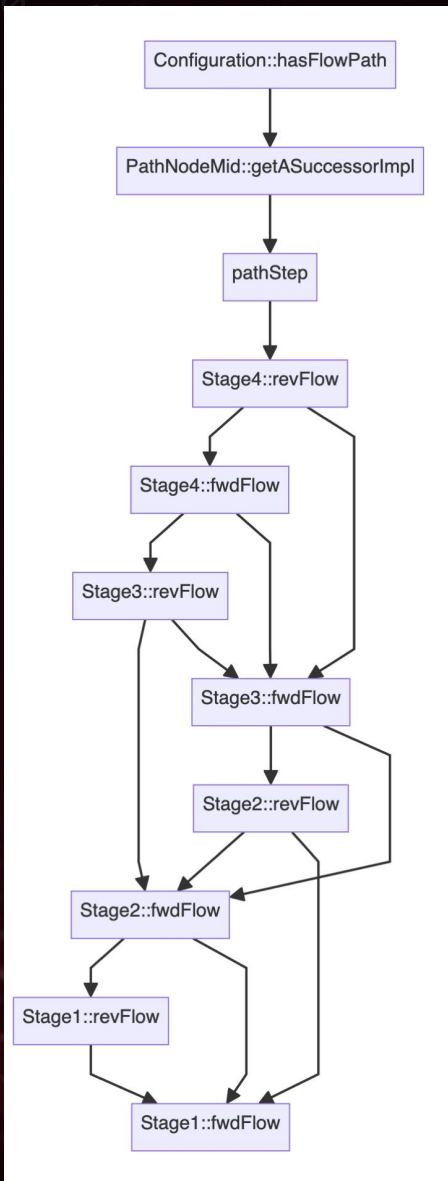 Configuration::hasFlowPath
PathNodeMid::getASuccessorImpl
pathStep
Stage4::revFlow
Stage4::fwdFlow
Stage3::revFlow
Stage3::fwdFlow
Stage2::revFlow
Stage2::fwdFlow
Stage1::revFlow
Stage1::fwdFlow